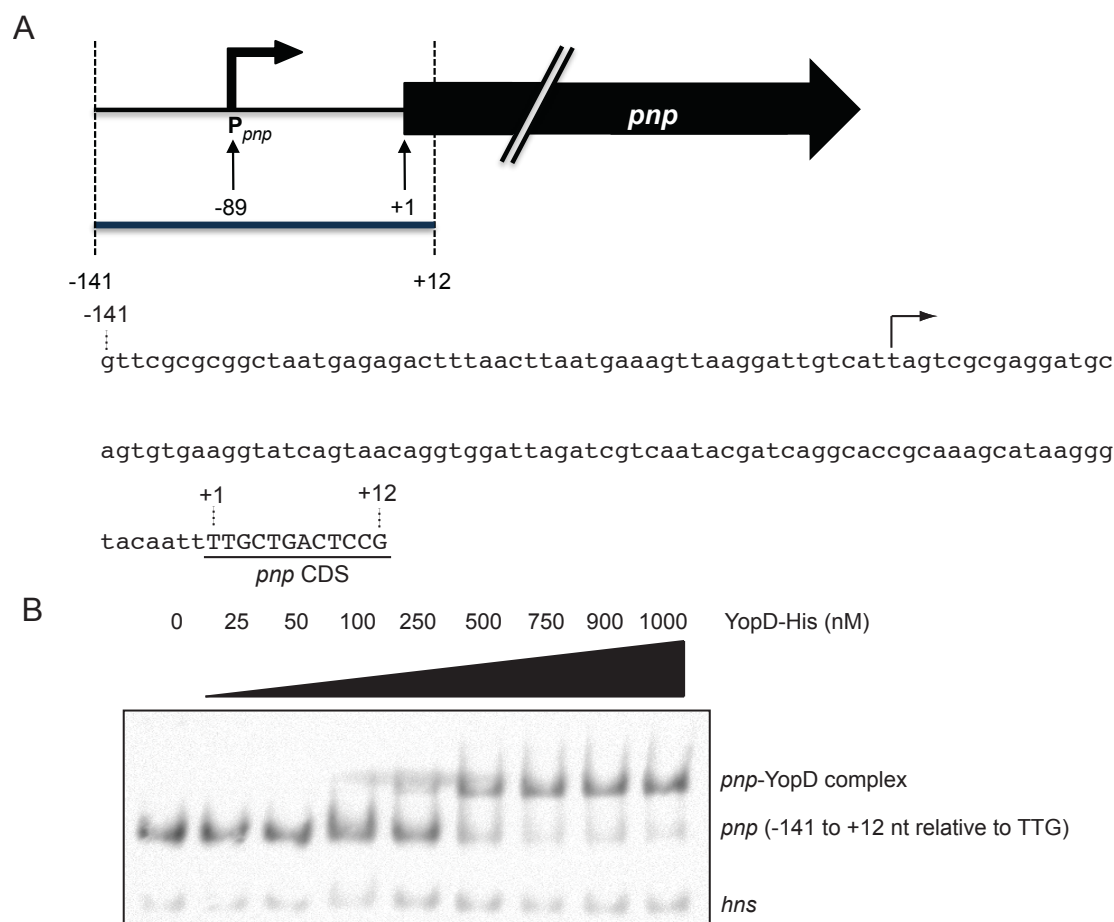 A
pnp
Ppnp
-89 +1
-141 +12
-141
gttcgcgcggctaatgagagactttaacttaatgaaagttaaggattgtcattagtcgcgaggatgc
agtgtgaaggtatcagtaacaggtggattagatcgtcaatacgatcaggcaccgcaaagcataaggg
+1 +12
tacaattTTGCTGACTCCG
pnp CDS
B
0 25 50 100 250 500 750 900 1000 YopD-His (nM)
pnp-YopD complex
pnp (-141 to +12 nt relative to TTG)
hns